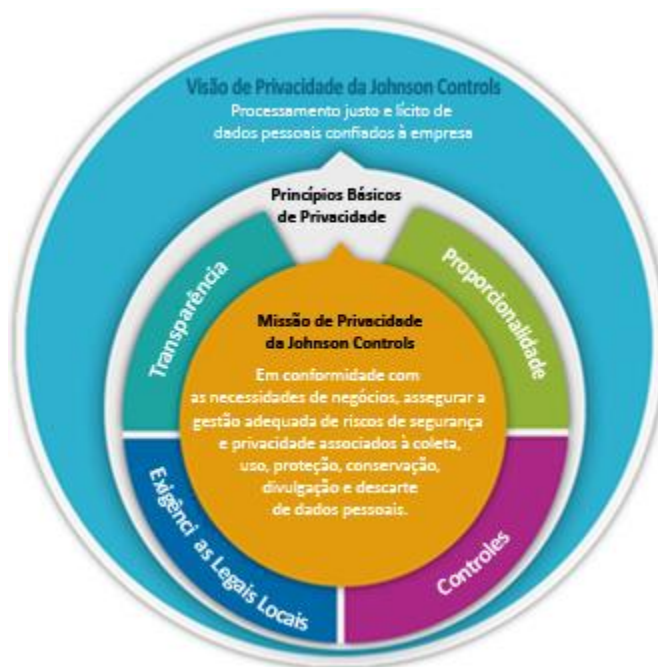 Visão de Privacidade da Johnson Controls
Processamento justo e lícito de
dados pessoais confiados à empresa
Princípios Básicos
de Privacidade
Transparência
Proporcionalidade
Missão de Privacidade
da Johnson Controls
Em conformidade com
as necessidades de negócios, assegurar a
gestão adequada de riscos de segurança
e privacidade associados à coleta,
uso, proteção, conservação,
divulgação e descarte
de dados pessoais.
Exigênci as Legais Locais
Controles